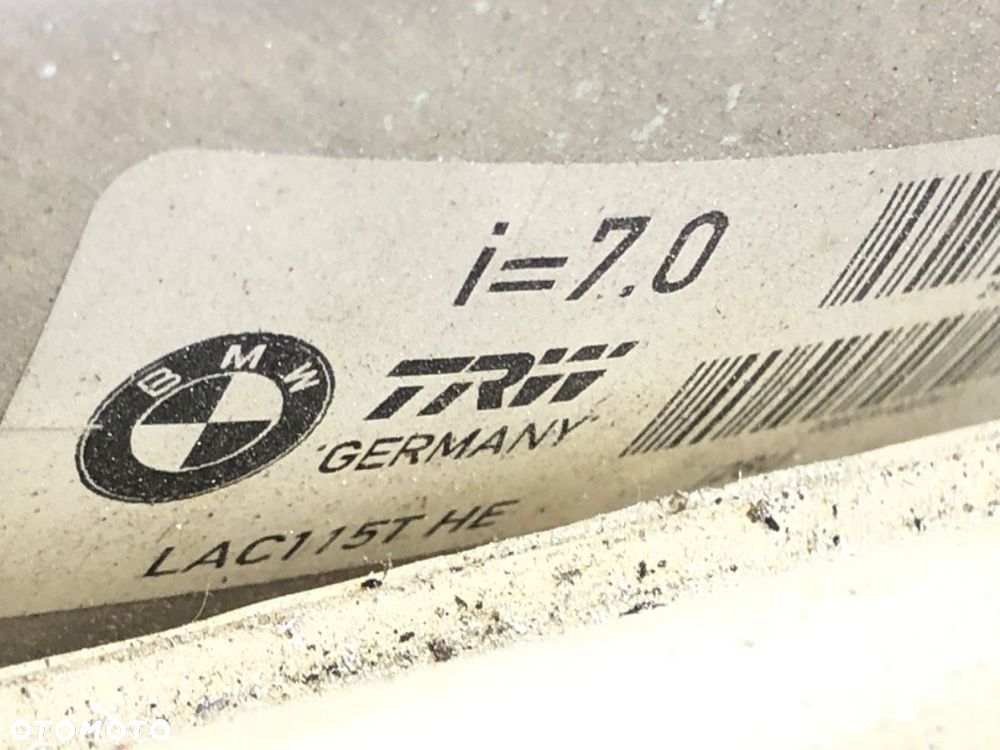 i=7.0
BMW
TRW
"GERMANY"
LAC115T HE
OTOMOTO